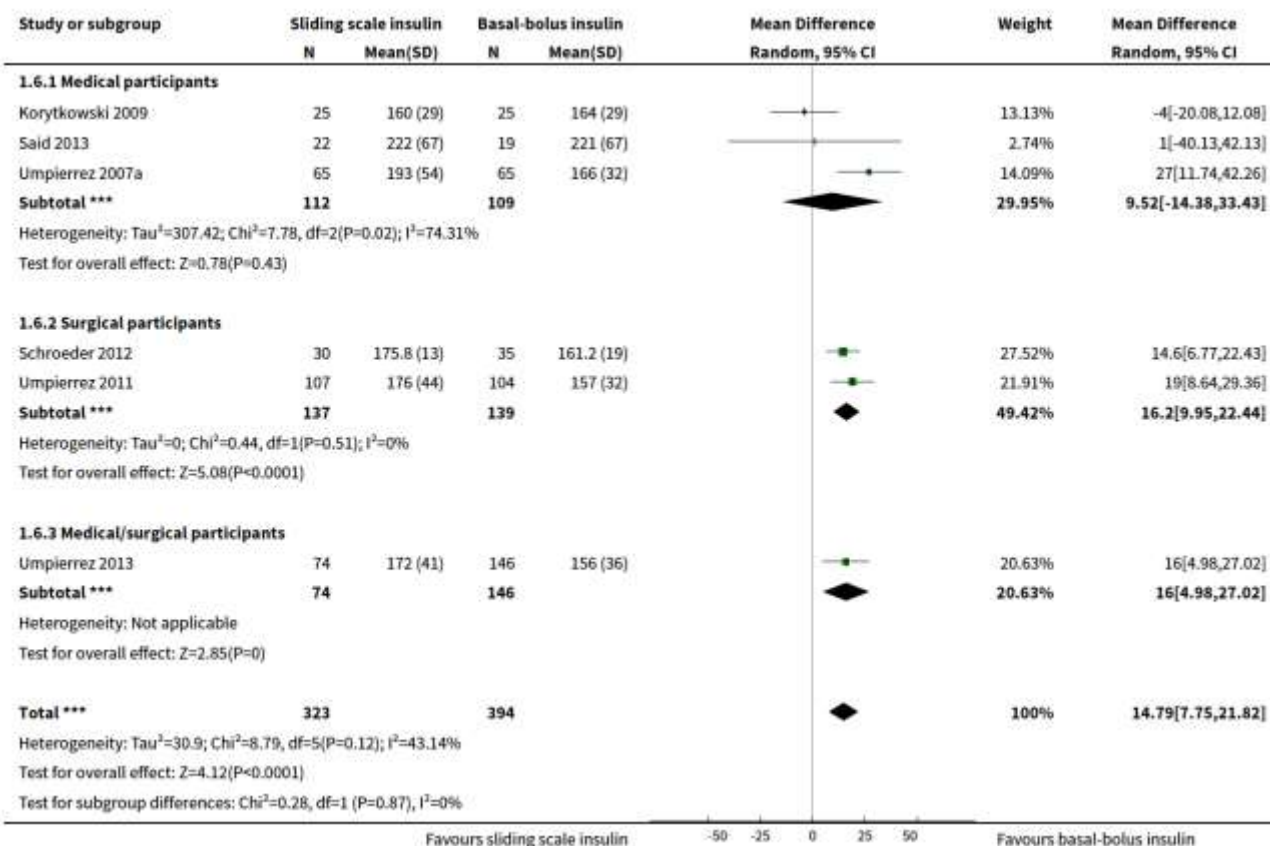 Study or subgroup Sliding scale insulin Basal-bolus insulin Mean Difference Weight Mean Difference
N Mean(SD) N Mean(SD) Random, 95% CI Random, 95% CI
1.6.1 Medical participants
Korytkowski 2009 25 160 (29) 25 164 (29) 13.13% -4[-20.08,12.08]
Said 2013 22 222 (67) 19 221 (67) 2.74% 1[-40.13,42.13]
Umpierrez 2007a 65 193 (54) 65 166 (32) 14.09% 27[11.74,42.26]
Subtotal *** 112 109 29.95% 9.52[-14.38,33.43]
Heterogeneity: Tau²=307.42; Chi²=7.78, df=2(P=0.02); I²=74.31%
Test for overall effect: Z=0.78(P=0.43)
1.6.2 Surgical participants
Schroeder 2012 30 175.8 (13) 35 161.2 (19) 27.52% 14.6[6.77,22.43]
Umpierrez 2011 107 176 (44) 104 157 (32) 21.91% 19[8.64,29.36]
Subtotal *** 137 139 49.42% 16.2[9.95,22.44]
Heterogeneity: Tau²=0; Chi²=0.44, df=1(P=0.51); I²=0%
Test for overall effect: Z=5.08(P<0.0001)
1.6.3 Medical/surgical participants
Umpierrez 2013 74 172 (41) 146 156 (36) 20.63% 16[4.98,27.02]
Subtotal *** 74 146 20.63% 16[4.98,27.02]
Heterogeneity: Not applicable
Test for overall effect: Z=2.85(P=0)
Total *** 323 394 100% 14.79[7.75,21.82]
Heterogeneity: Tau²=30.9; Chi²=8.79, df=5(P=0.12); I²=43.14%
Test for overall effect: Z=4.12(P<0.0001)
Test for subgroup differences: Chi²=0.28, df=1 (P=0.87), I²=0%
Favours sliding scale insulin -50 -25 0 25 50 Favours basal-bolus insulin